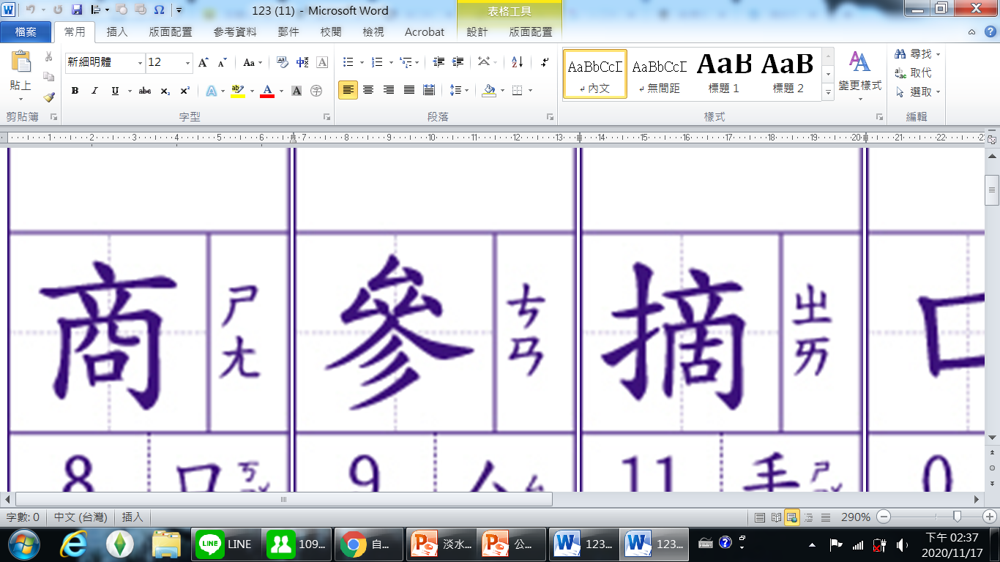 123 (11) - Microsoft Word
表格工具
檔案 常用 插入 版面配置 參考資料 郵件 校閱 檢視 Acrobat 設計 版面配置
新細明體 12
貼上
剪貼簿 字型 段落 樣式 編輯
AaBbCcD 內文
AaBbCcD 無間距
AaB 標題 1
AaB 標題 2
變更樣式
尋找
取代
選取
1 2 3 4 5 6 7 8 9 10 11 12 13 14 15 16 17 18 19 20 21 22
商 ㄕㄤ
參 ㄘㄢ
摘 ㄓㄞ
8 口
9
11 手
0
字數: 0 中文 (台灣) 插入 290%
LINE 109... 自... 淡水... 公... 123... 123...
下午 02:37
2020/11/17